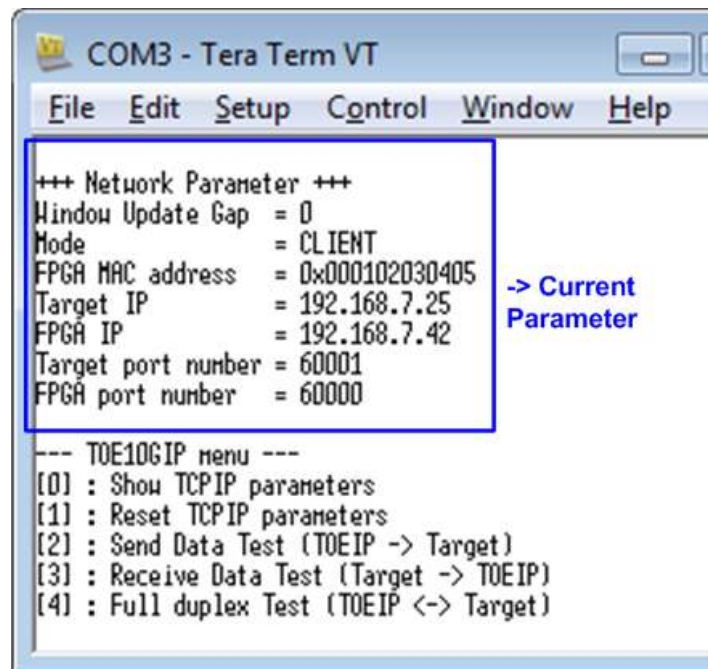 COM3 - Tera Term VT
File Edit Setup Control Window Help
+++ Network Parameter +++
Window Update Gap = 0
Mode = CLIENT
FPGA MAC address = 0x000102030405
Target IP = 192.168.7.25
FPGA IP = 192.168.7.42
Target port number = 60001
FPGA port number = 60000
-> Current
Parameter
--- TOE10GIP menu ---
[0] : Show TCPIP parameters
[1] : Reset TCPIP parameters
[2] : Send Data Test (TOEIP -> Target)
[3] : Receive Data Test (Target -> TOEIP)
[4] : Full duplex Test (TOEIP <-> Target)